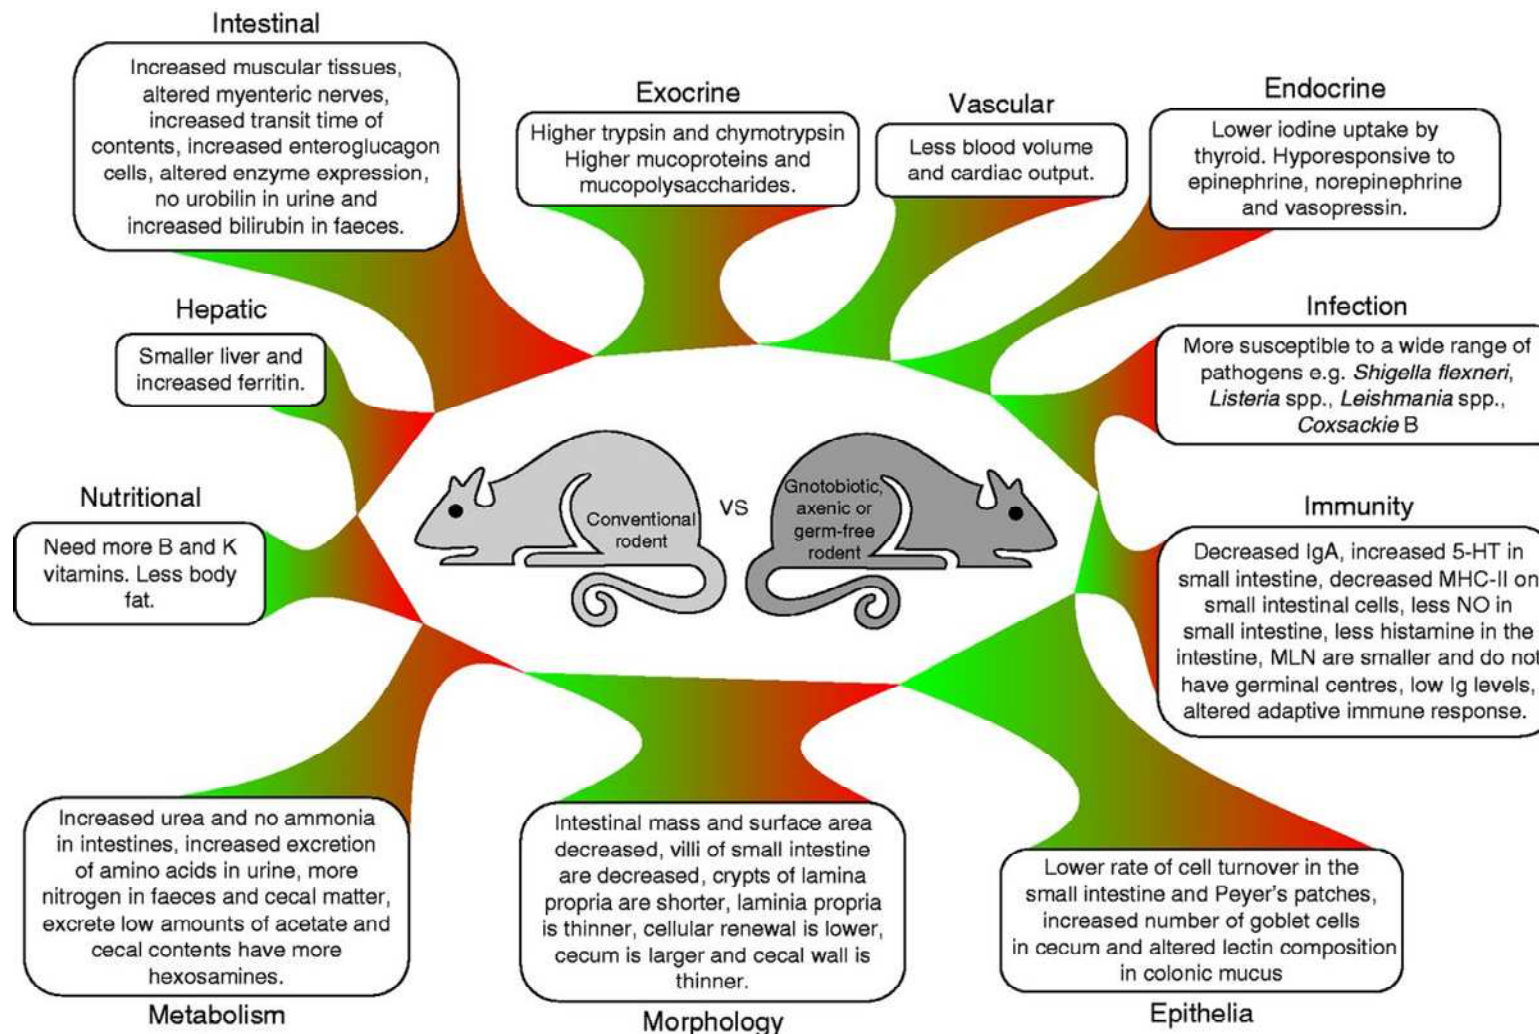 Intestinal
Increased muscular tissues,
altered myenteric nerves,
increased transit time of
contents, increased enteroglucagon
cells, altered enzyme expression,
no urobilin in urine and
increased bilirubin in faeces.
Exocrine
Higher trypsin and chymotrypsin
Higher mucoproteins and
mucopolysaccharides.
Vascular
Less blood volume
and cardiac output.
Endocrine
Lower iodine uptake by
thyroid. Hyporesponsive to
epinephrine, norepinephrine
and vasopressin.
Hepatic
Smaller liver and
increased ferritin.
Infection
More susceptible to a wide range of
pathogens e.g. Shigella flexneri,
Listeria spp., Leishmania spp.,
Coxsackie B
Nutritional
Need more B and K
vitamins. Less body
fat.
Conventional
rodent
VS
Gnotobiotic,
axenic or
germ-free
rodent
Immunity
Decreased IgA, increased 5-HT in
small intestine, decreased MHC-II on
small intestinal cells, less NO in
small intestine, less histamine in the
intestine, MLN are smaller and do not
have germinal centres, low Ig levels,
altered adaptive immune response.
Increased urea and no ammonia
in intestines, increased excretion
of amino acids in urine, more
nitrogen in faeces and cecal matter,
excrete low amounts of acetate and
cecal contents have more
hexosamines.
Metabolism
Intestinal mass and surface area
decreased, villi of small intestine
are decreased, crypts of lamina
propria are shorter, laminia propria
is thinner, cellular renewal is lower,
cecum is larger and cecal wall is
thinner.
Morphology
Lower rate of cell turnover in the
small intestine and Peyer's patches,
increased number of goblet cells
in cecum and altered lectin composition
in colonic mucus
Epithelia